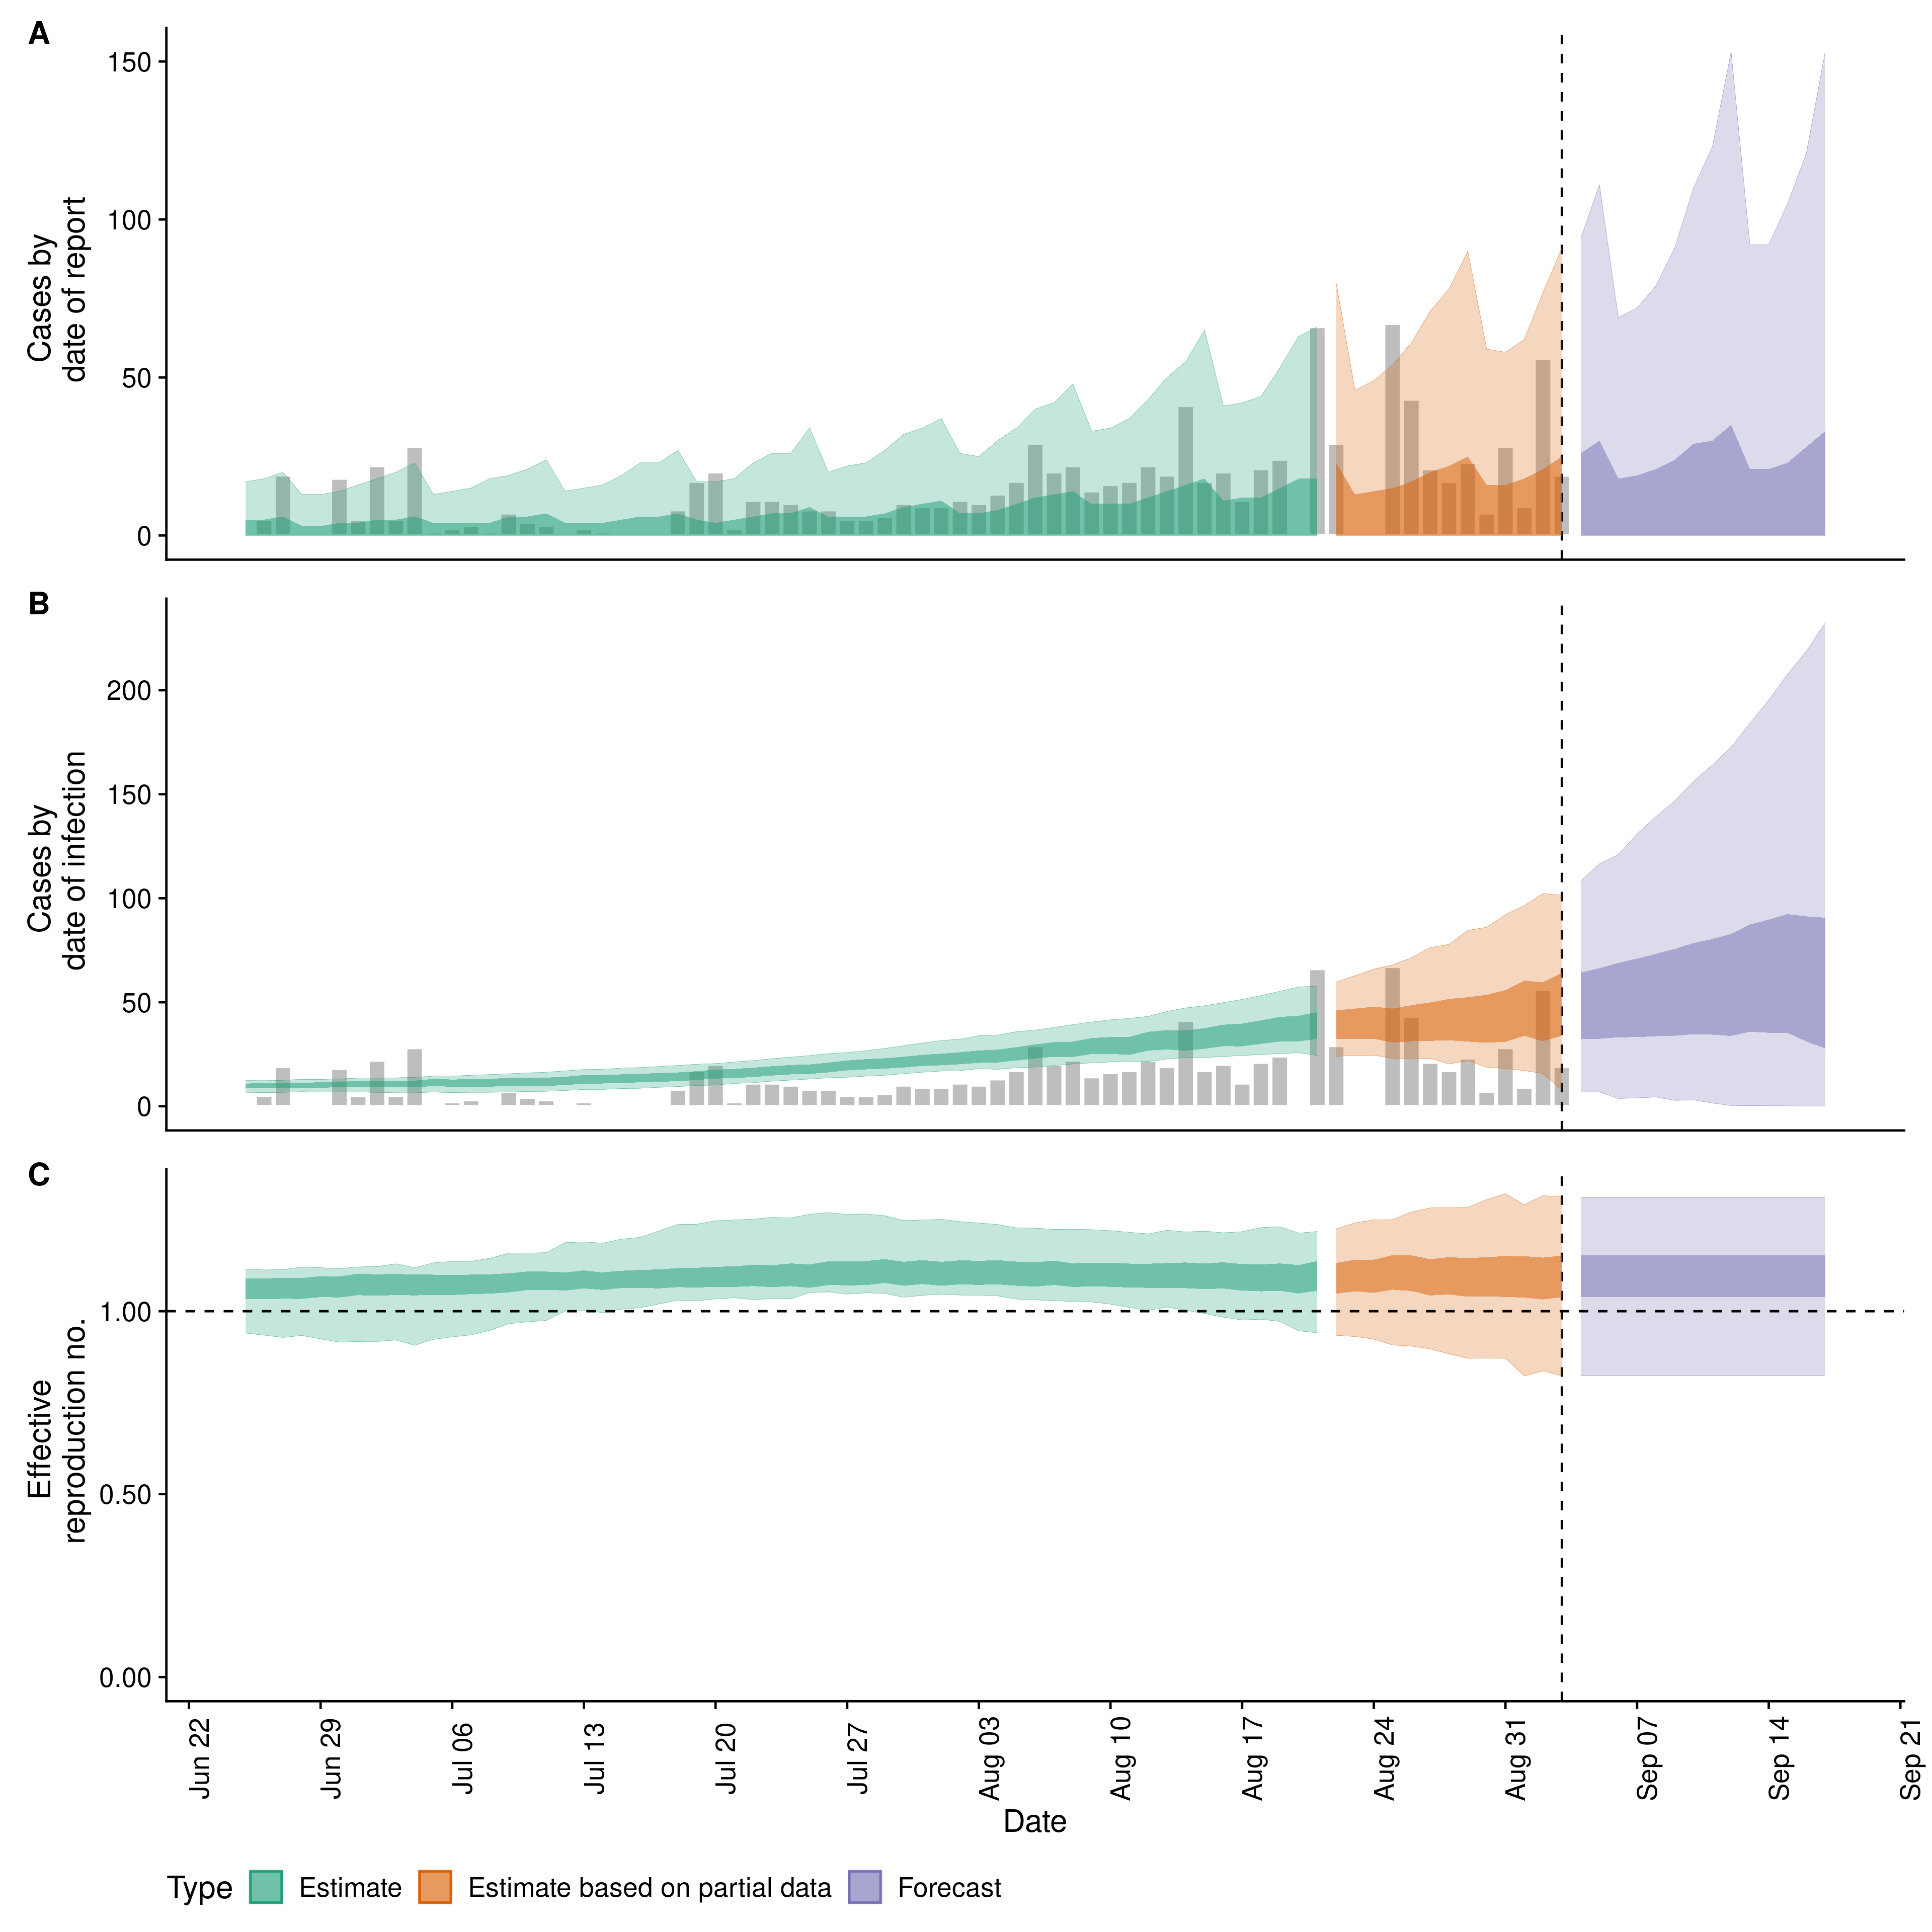 A
Cases by
date of report
150
100
50
0
B
Cases by
date of infection
200
150
100
50
0
C
Effective
reproduction no.
1.00
0.50
0.00
Jun 22
Jun 29
Jul 06
Jul 13
Jul 20
Jul 27
Aug 03
Aug 10
Aug 17
Aug 24
Aug 31
Sep 07
Sep 14
Sep 21
Date
Type Estimate Estimate based on partial data Forecast